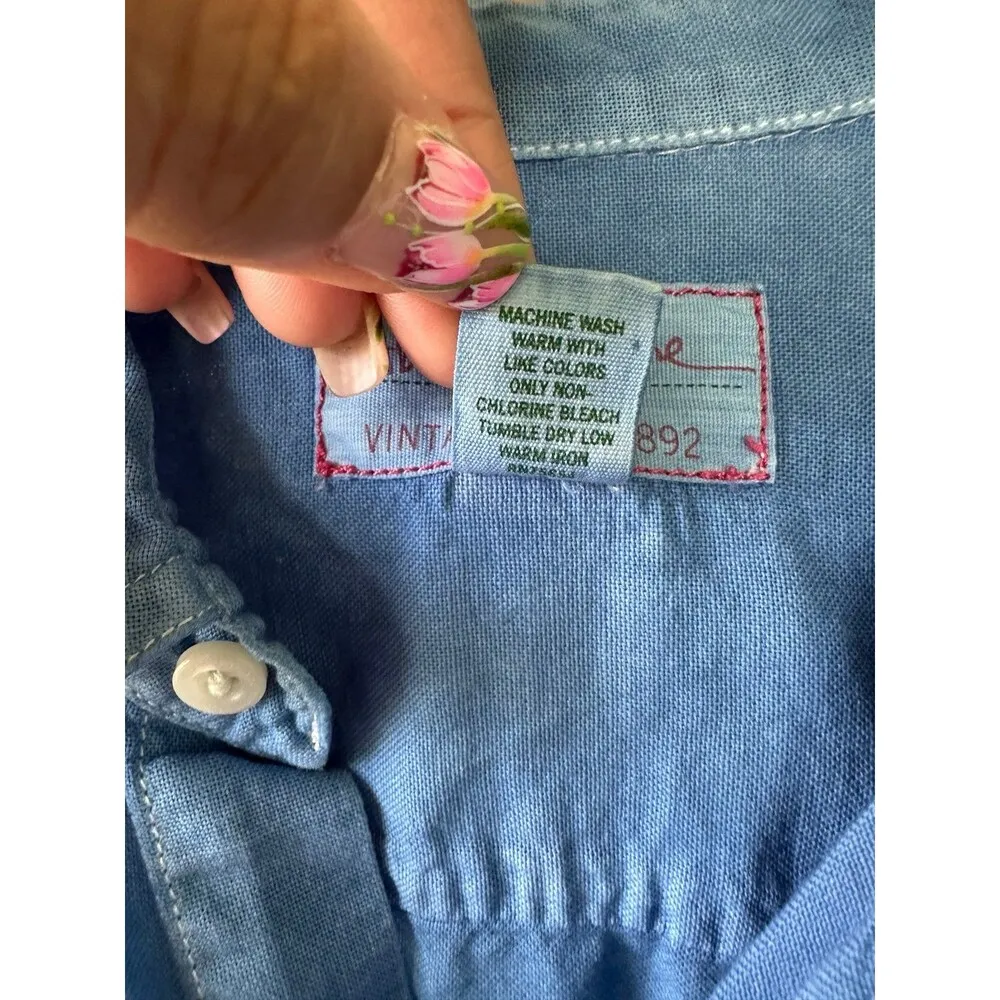 MACHINE WASH
WARM WITH
LIKE COLORS
ONLY NON-
CHLORINE BLEACH
TUMBLE DRY LOW
WARM IRON
VINTA 892